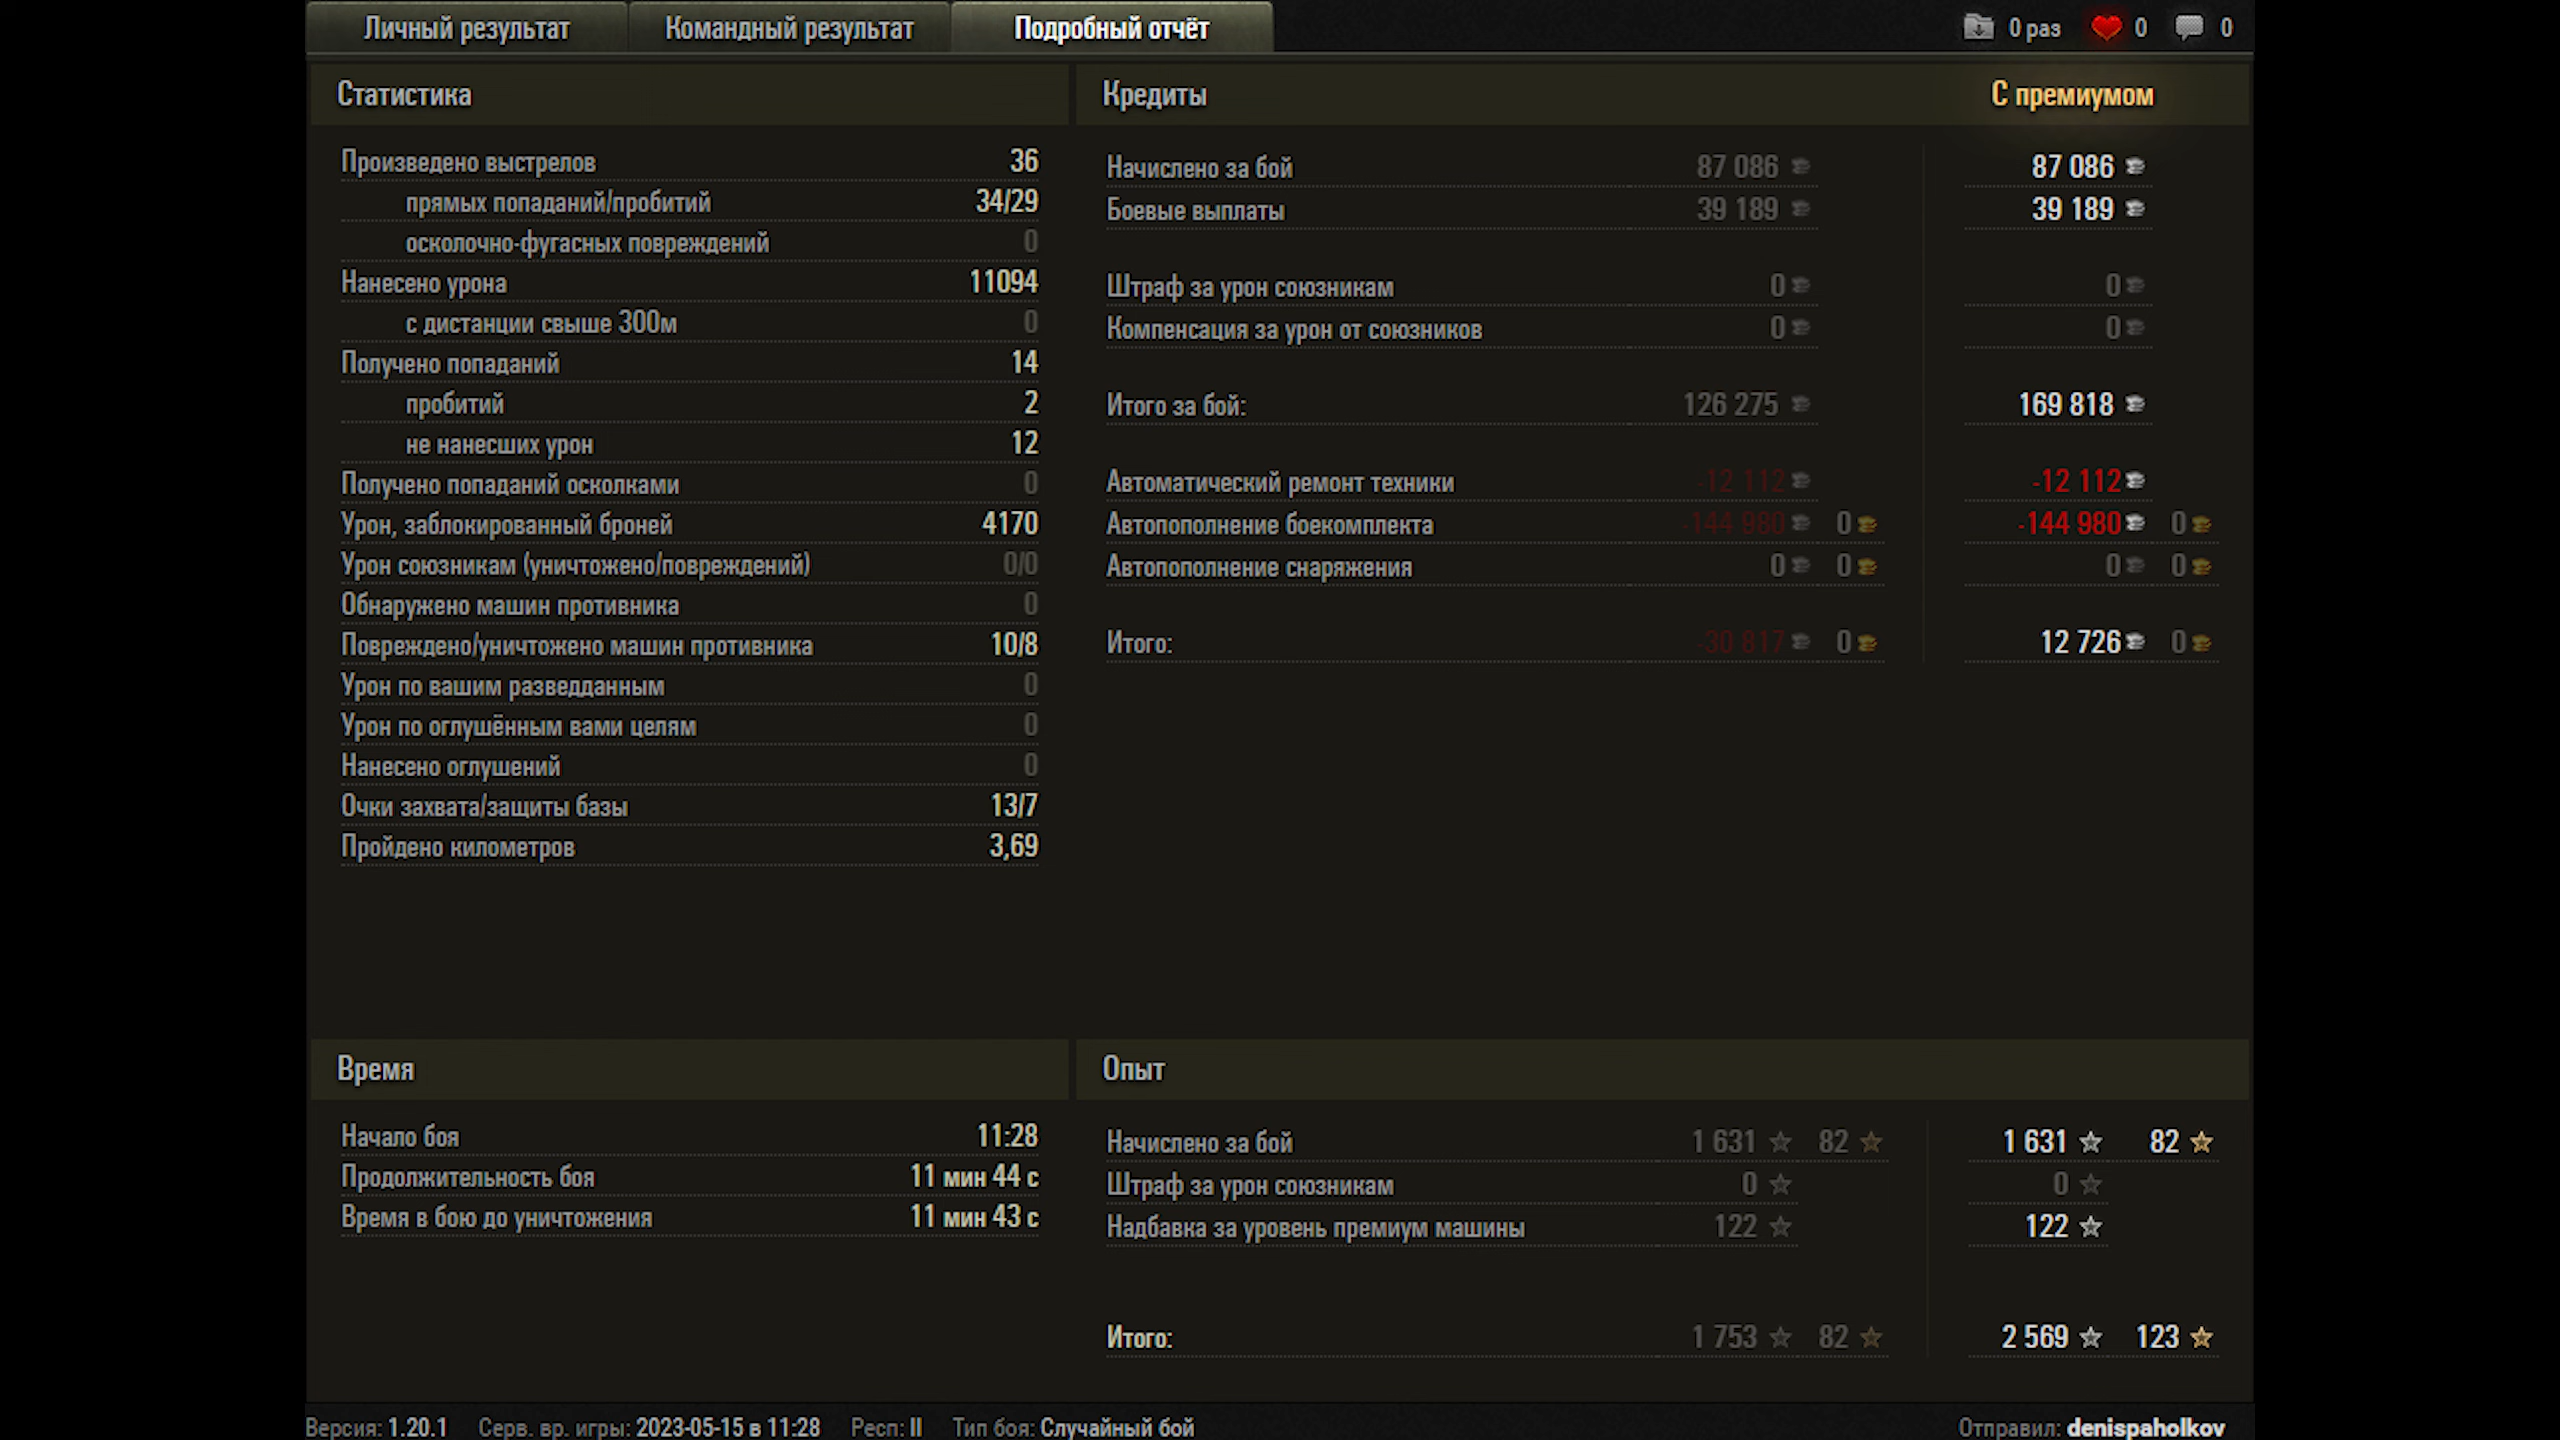 Личный результат Командный результат Подробный отчёт 0 раз 0 0
Статистика
Произведено выстрелов 36
прямых попаданий/пробитий 34/29
осколочно-фугасных повреждений 0
Нанесено урона 11094
с дистанции свыше 300м 0
Получено попаданий 14
пробитий 2
не нанесших урон 12
Получено попаданий осколками 0
Урон, заблокированный броней 4170
Урон союзникам (уничтожено/повреждений) 0/0
Обнаружено машин противника 0
Повреждено/уничтожено машин противника 10/8
Урон по вашим разведданным 0
Урон по оглушённым вами целям 0
Нанесено оглушений 0
Очки захвата/защиты базы 13/7
Пройдено километров 3,69
Кредиты С премиумом
Начислено за бой 87 086 87 086
Боевые выплаты 39 189 39 189
Штраф за урон союзникам 0 0
Компенсация за урон от союзников 0 0
Итого за бой: 126 275 169 818
Автоматический ремонт техники -12 112 -12 112
Автопополнение боекомплекта -144 980 0 -144 980 0
Автопополнение снаряжения 0 0 0 0
Итого: -30 817 0 12 726 0
Время
Начало боя 11:28
Продолжительность боя 11 мин 44 с
Время в бою до уничтожения 11 мин 43 с
Опыт
Начислено за бой 1 631 82 1 631 82
Штраф за урон союзникам 0 0
Надбавка за уровень премиум машины 122 122
Итого: 1 753 82 2 569 123
Версия: 1.20.1 Серв. вр. игры: 2023-05-15 в 11:28 Респ: II Тип боя: Случайный бой Отправил: denispaholkov